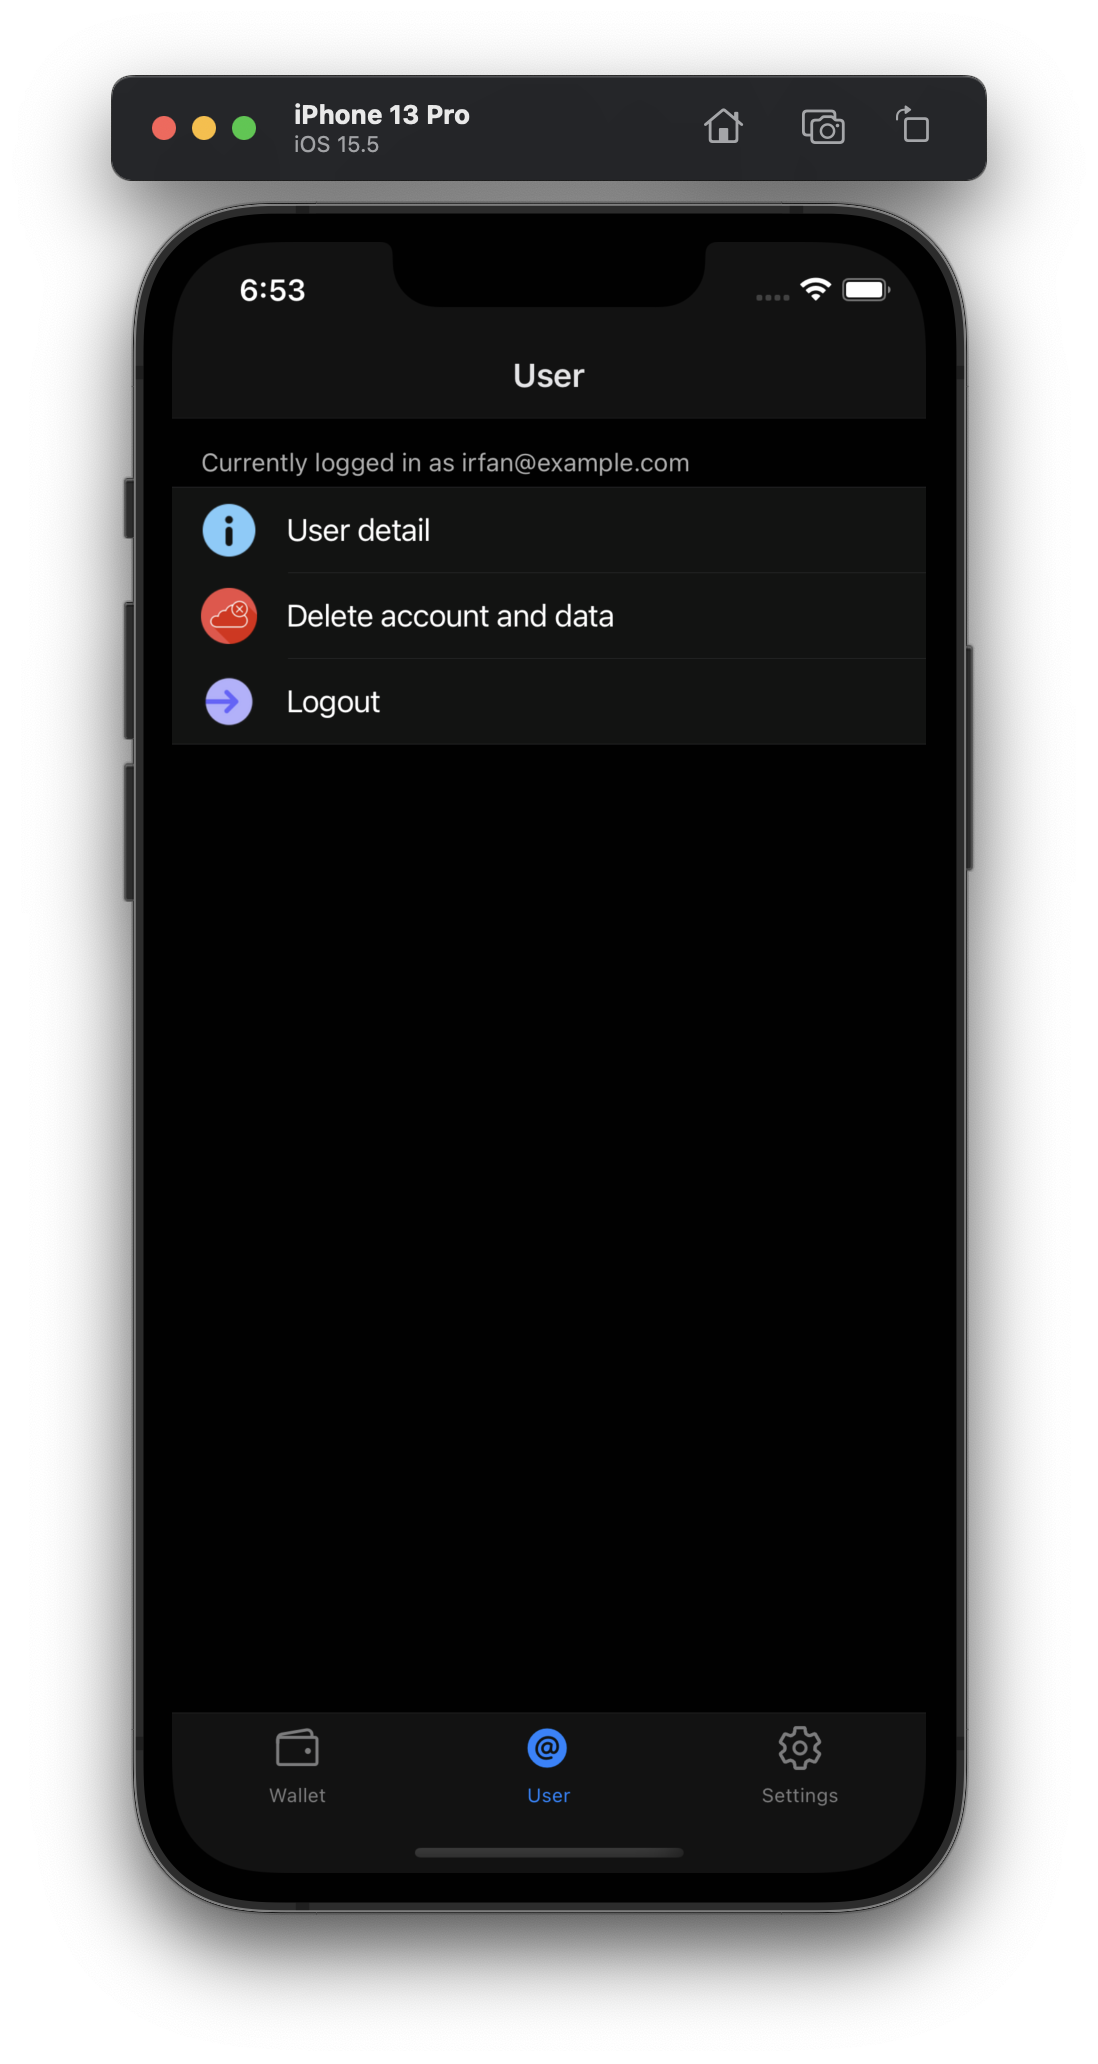 iPhone 13 Pro
iOS 15.5
6:53
User
Currently logged in as irfan@example.com
User detail
Delete account and data
Logout
@
Wallet
User
Settings